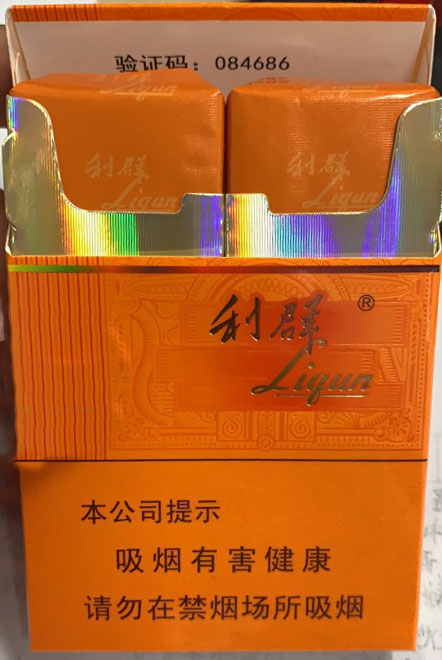 验证码：084686
利群 利群
Liqun Liqun
利群®
Liqun
本公司提示
吸烟有害健康
请勿在禁烟场所吸烟